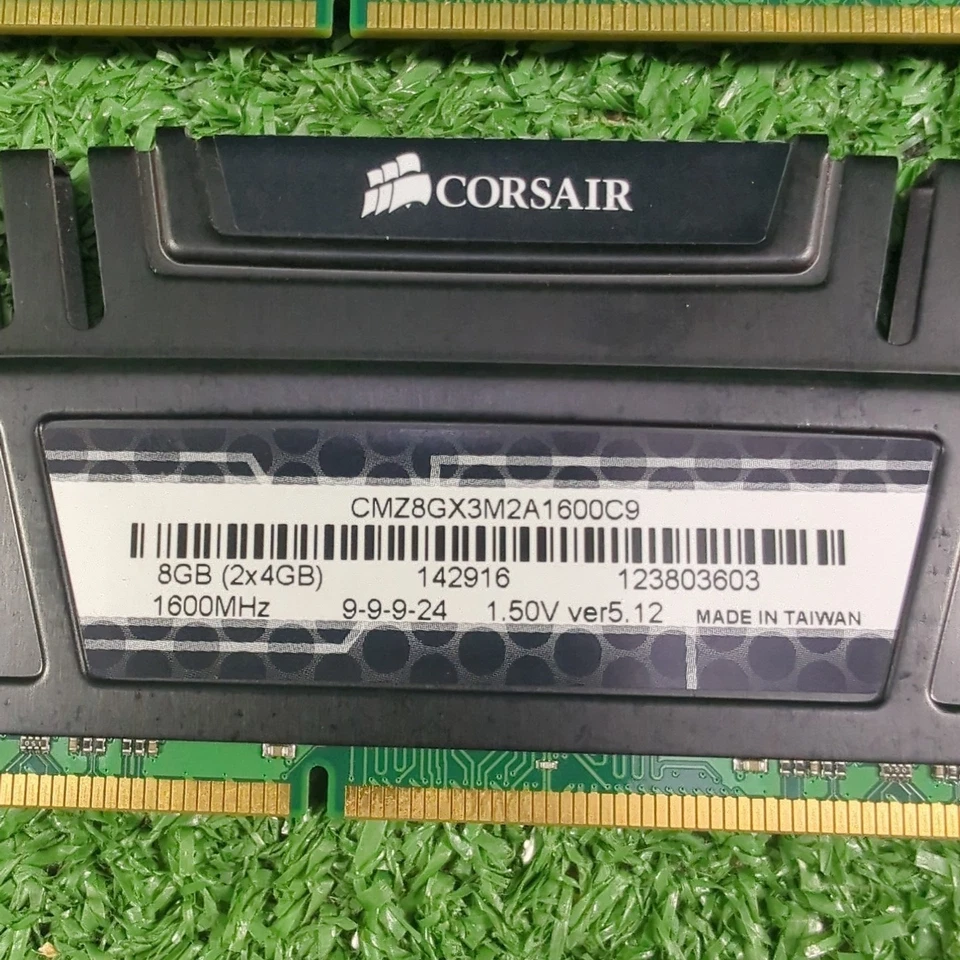 CORSAIR
CMZ8GX3M2A1600C9
8GB (2x4GB) 142916 123803603
1600MHz 9-9-9-24 1.50V ver5.12 MADE IN TAIWAN